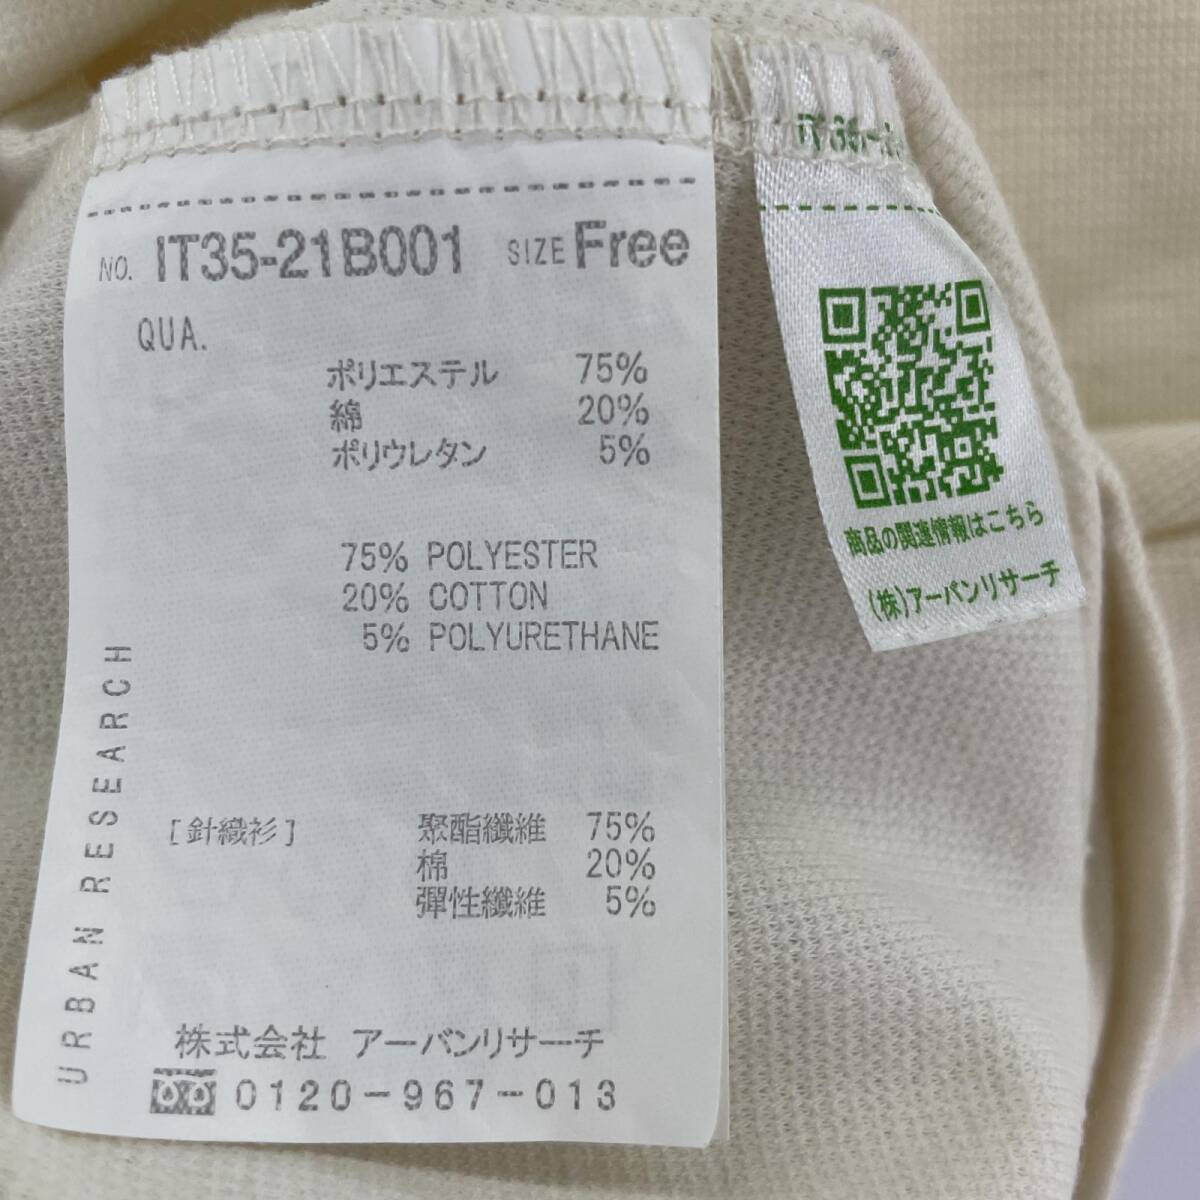 NO. IT35-21B001 SIZE Free
QUA.
ポリエステル 75%
綿 20%
ポリウレタン 5%
75% POLYESTER
20% COTTON
5% POLYURETHANE
[針織衫] 聚酯纖維 75%
棉 20%
彈性纖維 5%
URBAN RESEARCH
株式会社 アーバンリサーチ
0120-967-013
商品の関連情報はこちら
(株)アーバンリサーチ